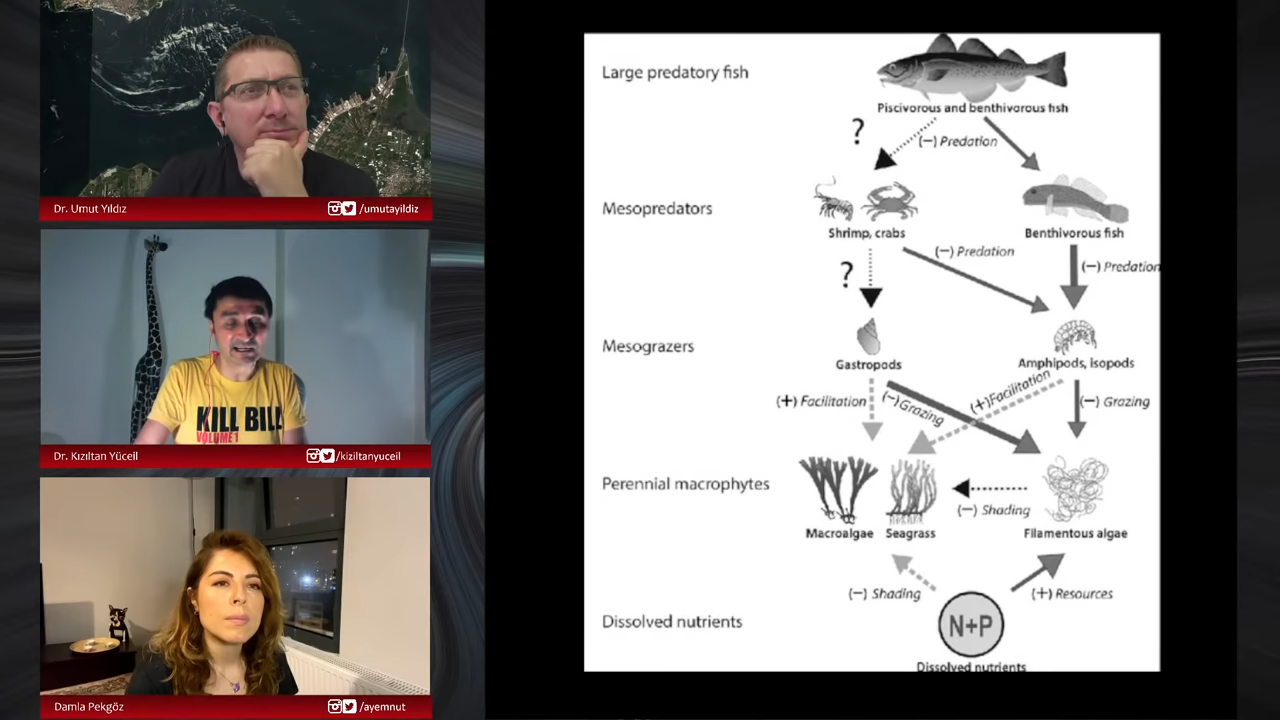 Dr. Umut Yıldız
/umutayildiz
KILL BILL
VOLUME 1
Dr. Kızıltan Yüceil
/kiziltanyuceil
Damla Pekgöz
/ayemnut
Large predatory fish
Piscivorous and benthivorous fish
?
(−) Predation
Mesopredators
Shrimp, crabs
Benthivorous fish
(−) Predation
?
(−) Predation
Mesograzers
Gastropods
Amphipods, isopods
(+) Facilitation
(−) Grazing
(+) Facilitation
(−) Grazing
Perennial macrophytes
(−) Shading
Macroalgae
Seagrass
Filamentous algae
(−) Shading
(+) Resources
Dissolved nutrients
N+P
Dissolved nutrients